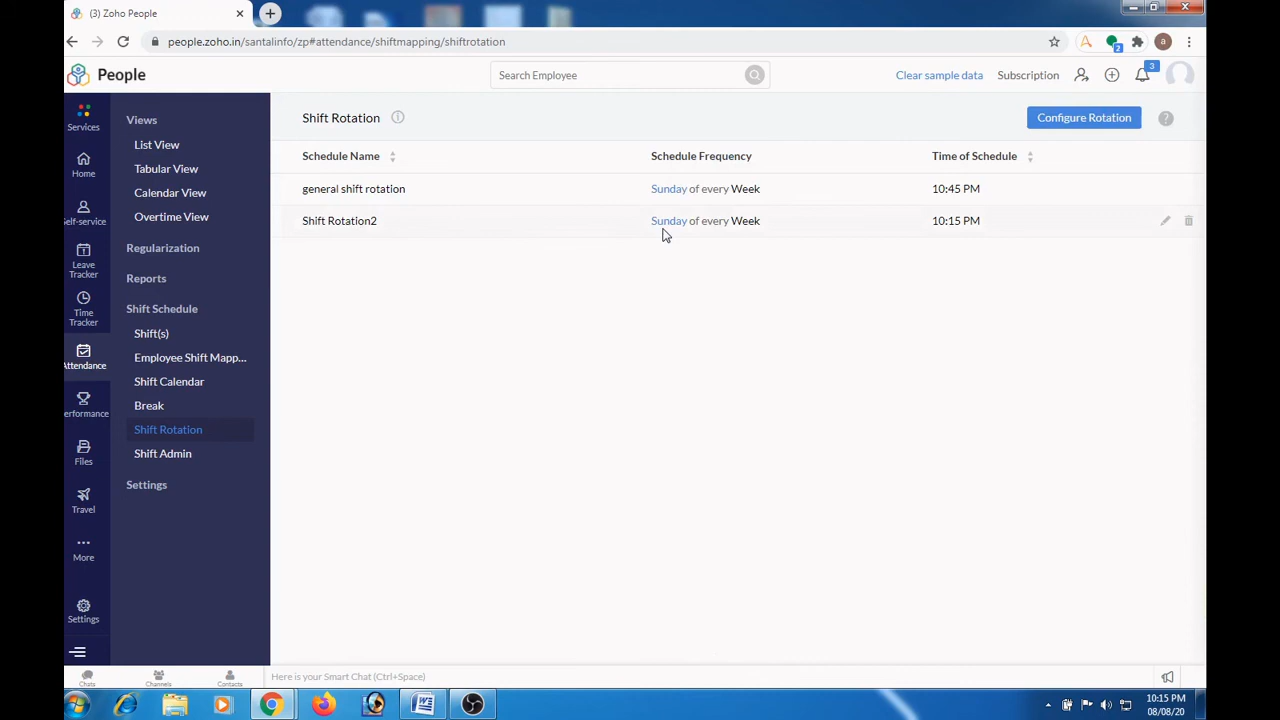 (3) Zoho People
people.zoho.in/santalinfo/zp#attendance/shiftmapping/shiftrotation
2
People
Search Employee
Clear sample data
Subscription
3
Services
Home
Self-service
Leave
Tracker
Time
Tracker
Attendance
erformance
Files
Travel
More
Settings
Views
List View
Tabular View
Calendar View
Overtime View
Regularization
Reports
Shift Schedule
Shift(s)
Employee Shift Mapp...
Shift Calendar
Break
Shift Rotation
Shift Admin
Settings
Shift Rotation
Configure Rotation
Schedule Name Schedule Frequency Time of Schedule
general shift rotation Sunday of every Week 10:45 PM
Shift Rotation2 Sunday of every Week 10:15 PM
Chats Channels Contacts Here is your Smart Chat (Ctrl+Space)
10:15 PM
08/08/20